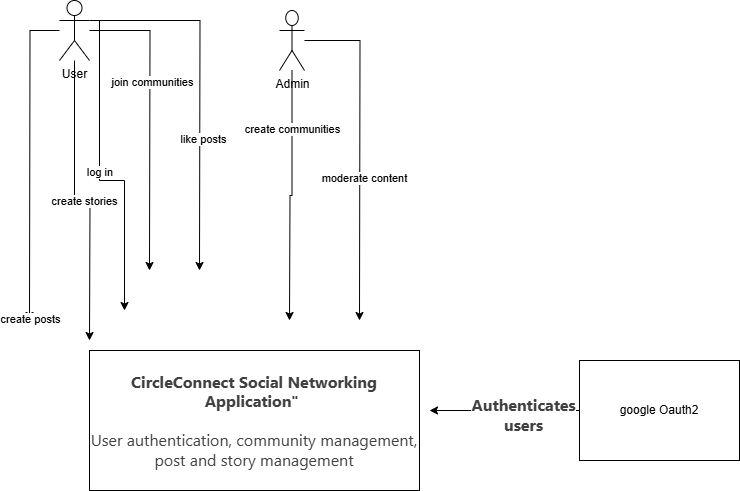 User
join communities
Admin
create communities
like posts
log in
moderate content
create stories
create posts
CircleConnect Social Networking
Application"
User authentication, community management,
post and story management
Authenticates
users
google Oauth2